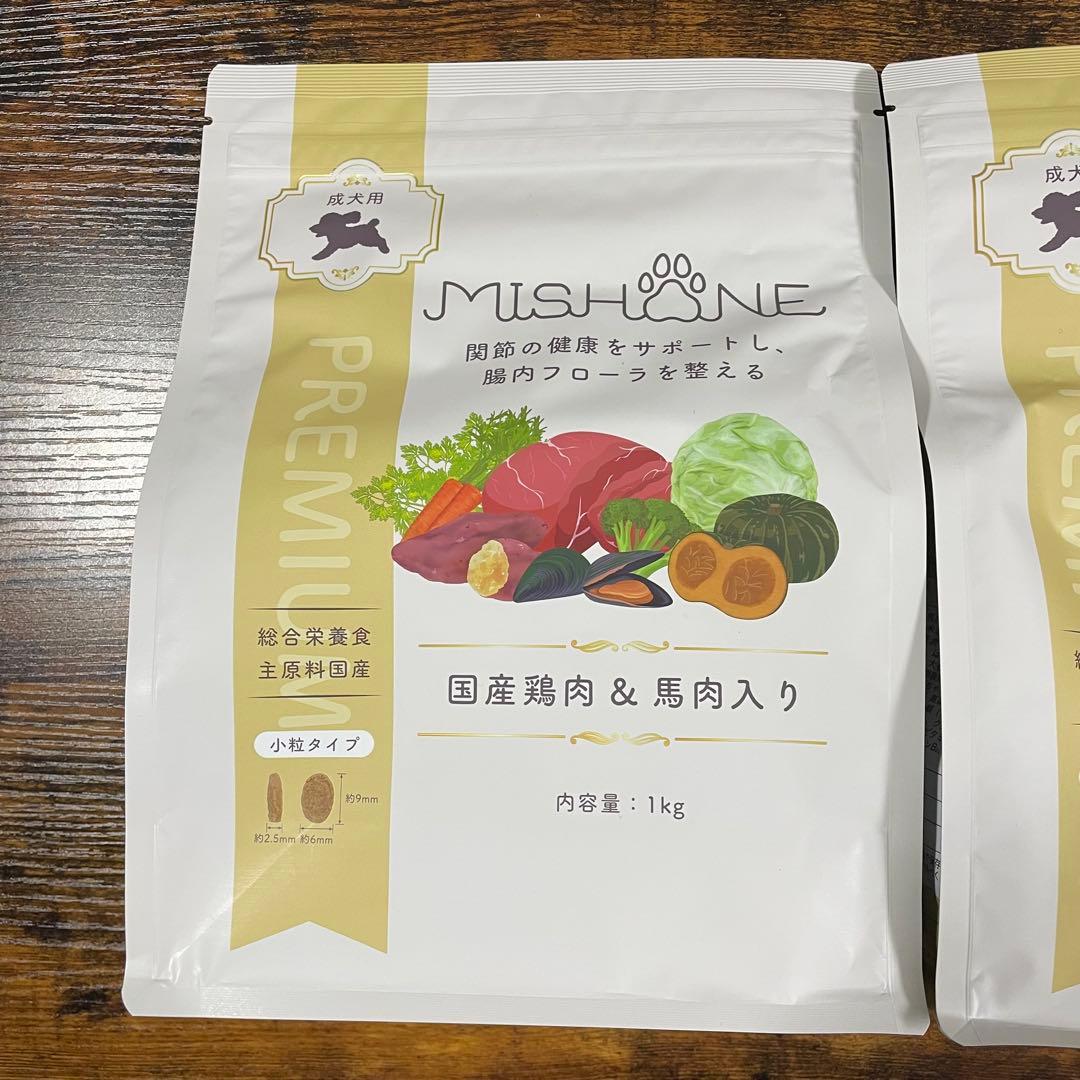 成犬用
MISHONE
関節の健康をサポートし、
腸内フローラを整える
PREMIUM
総合栄養食
主原料国産
小粒タイプ
約9mm
約2.5mm 約6mm
国産鶏肉 & 馬肉入り
内容量：1kg
成犬
PREMI